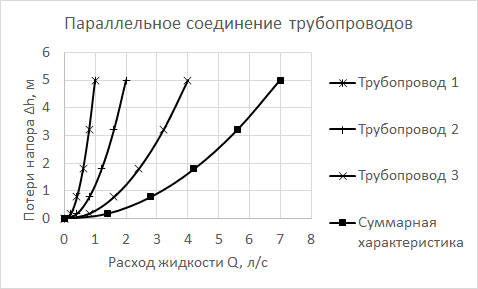 Параллельное соединение трубопроводов
Потери напора Δh, м
6
5
4
3
2
1
0
0 1 2 3 4 5 6 7 8
Расход жидкости Q, л/с
Трубопровод 1
Трубопровод 2
Трубопровод 3
Суммарная
характеристика